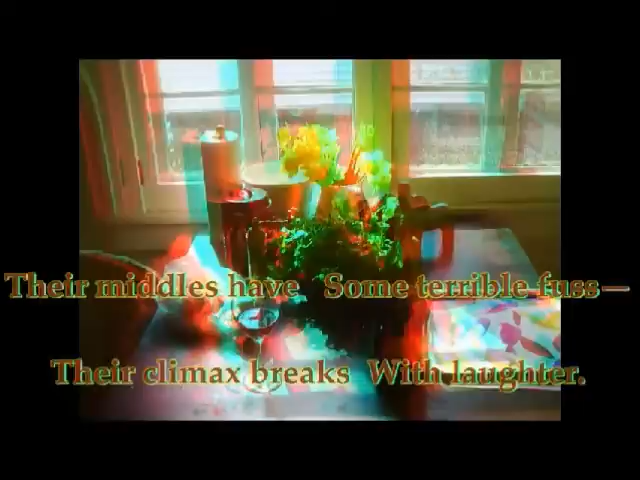 Their middles have Some terrible fuss—
Their climax breaks With laughter.